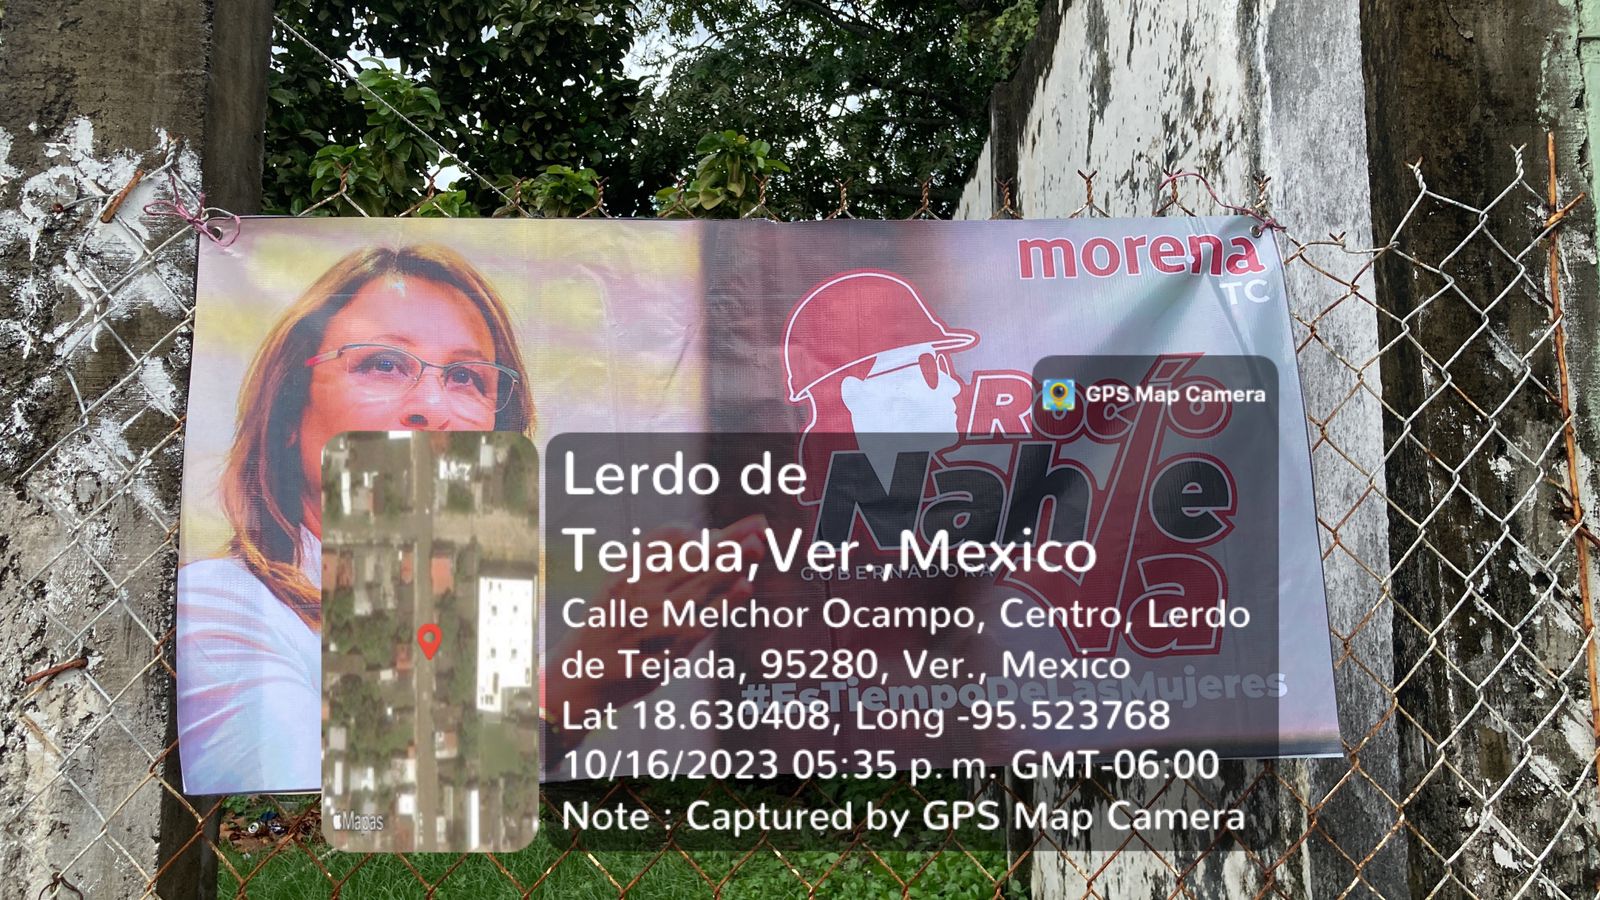 morena
TC
Rocío
Nahle
GOBERNADORA
Va
#EsTiempoDeLasMujeres
GPS Map Camera
Lerdo de
Tejada,Ver.,Mexico
Calle Melchor Ocampo, Centro, Lerdo
de Tejada, 95280, Ver., Mexico
Lat 18.630408, Long -95.523768
10/16/2023 05:35 p. m. GMT-06:00
Note : Captured by GPS Map Camera
Mapas